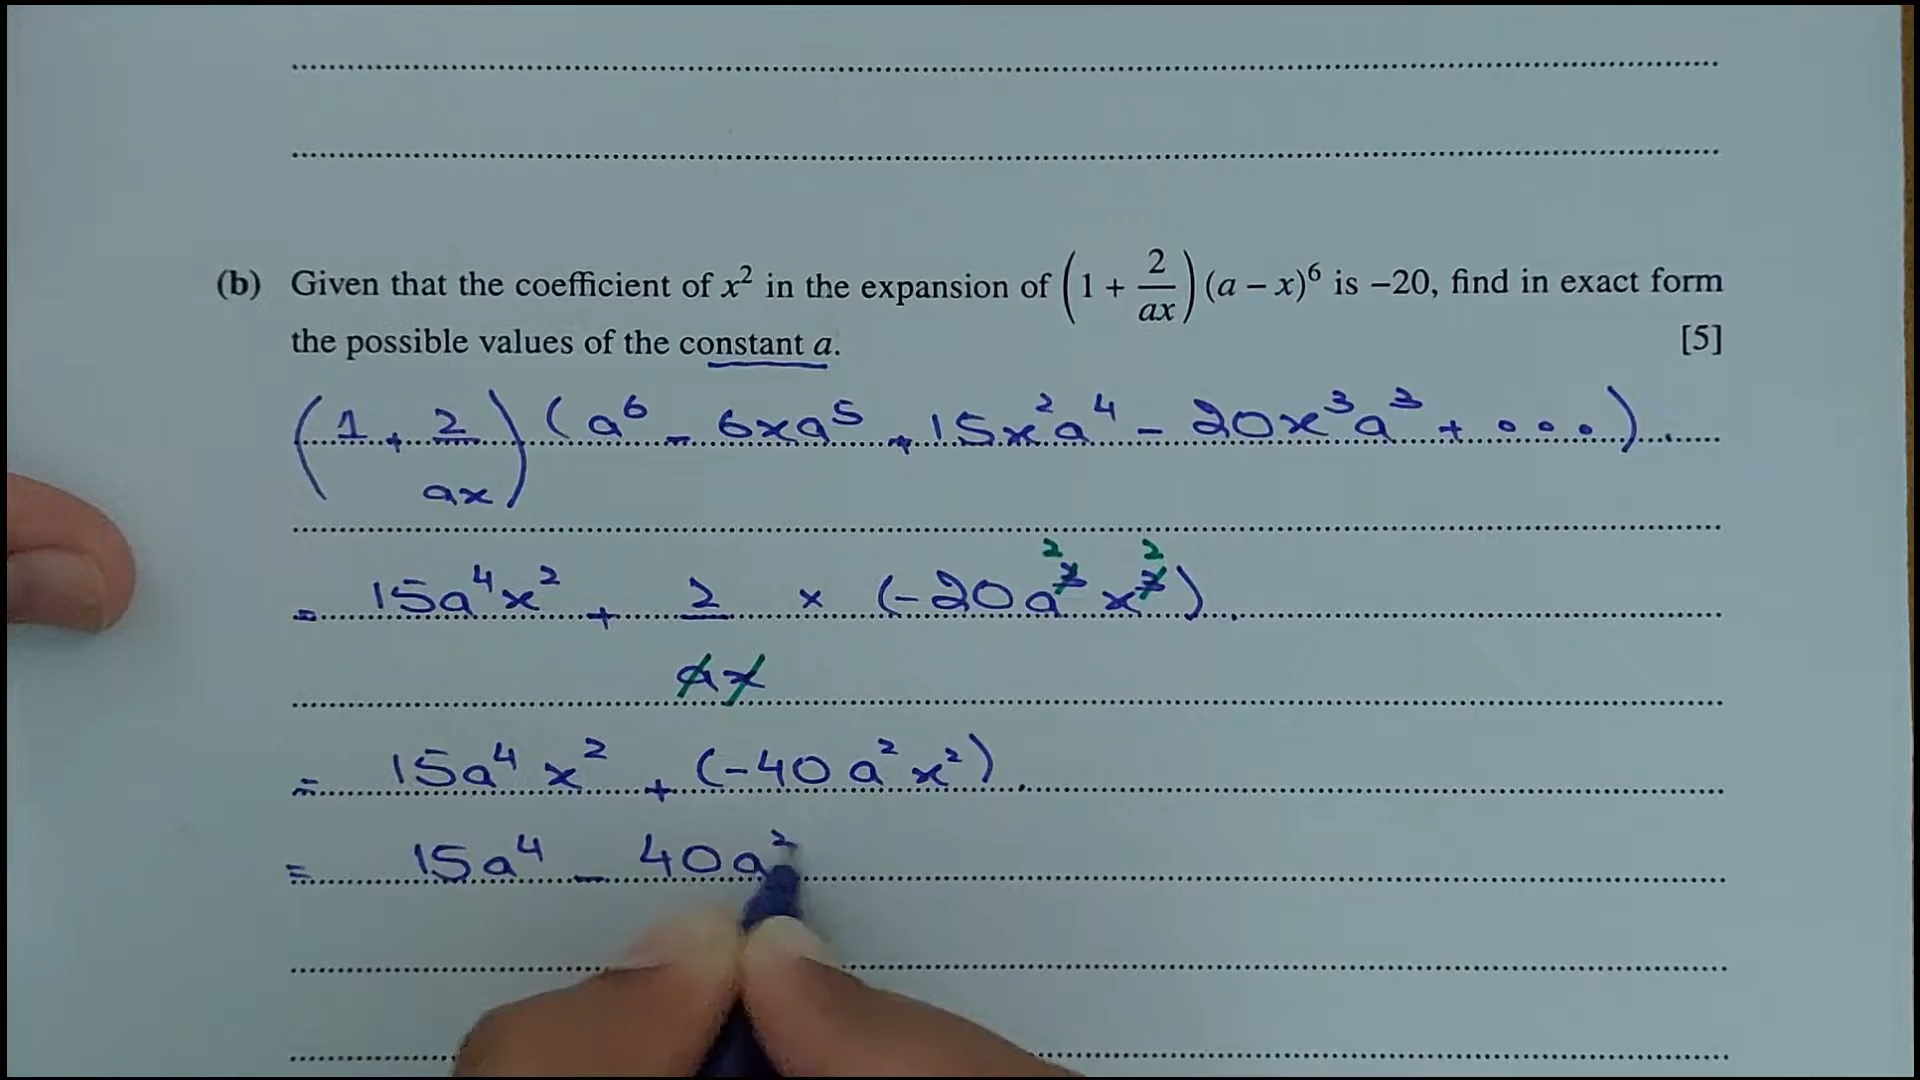 (b) Given that the coefficient of x² in the expansion of (1 + 2/ax)(a − x)⁶ is −20, find in exact form
the possible values of the constant a. [5]
(1 + 2/ax)(a⁶ − 6xa⁵ + 15x²a⁴ − 20x³a³ + ...)
= 15a⁴x² + 2/ax × (−20a²x²)
= 15a⁴x² + (−40a²x²)
= 15a⁴ − 40a²